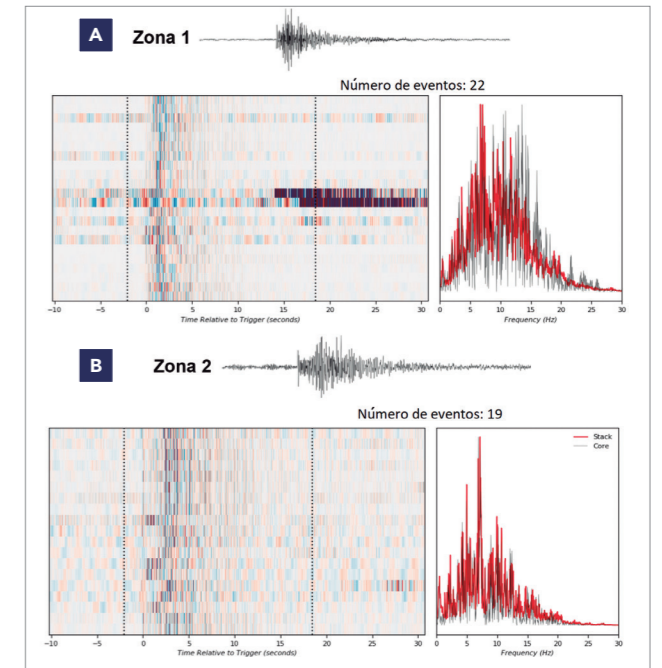 A Zona 1
Número de eventos: 22
−10 −5 0 5 10 15 20 25 30
Time Relative to Trigger (seconds)
0 5 10 15 20 25 30
Frequency (Hz)
B Zona 2
Número de eventos: 19
Stack
Core
−10 −5 0 5 10 15 20 25 30
Time Relative to Trigger (seconds)
0 5 10 15 20 25 30
Frequency (Hz)